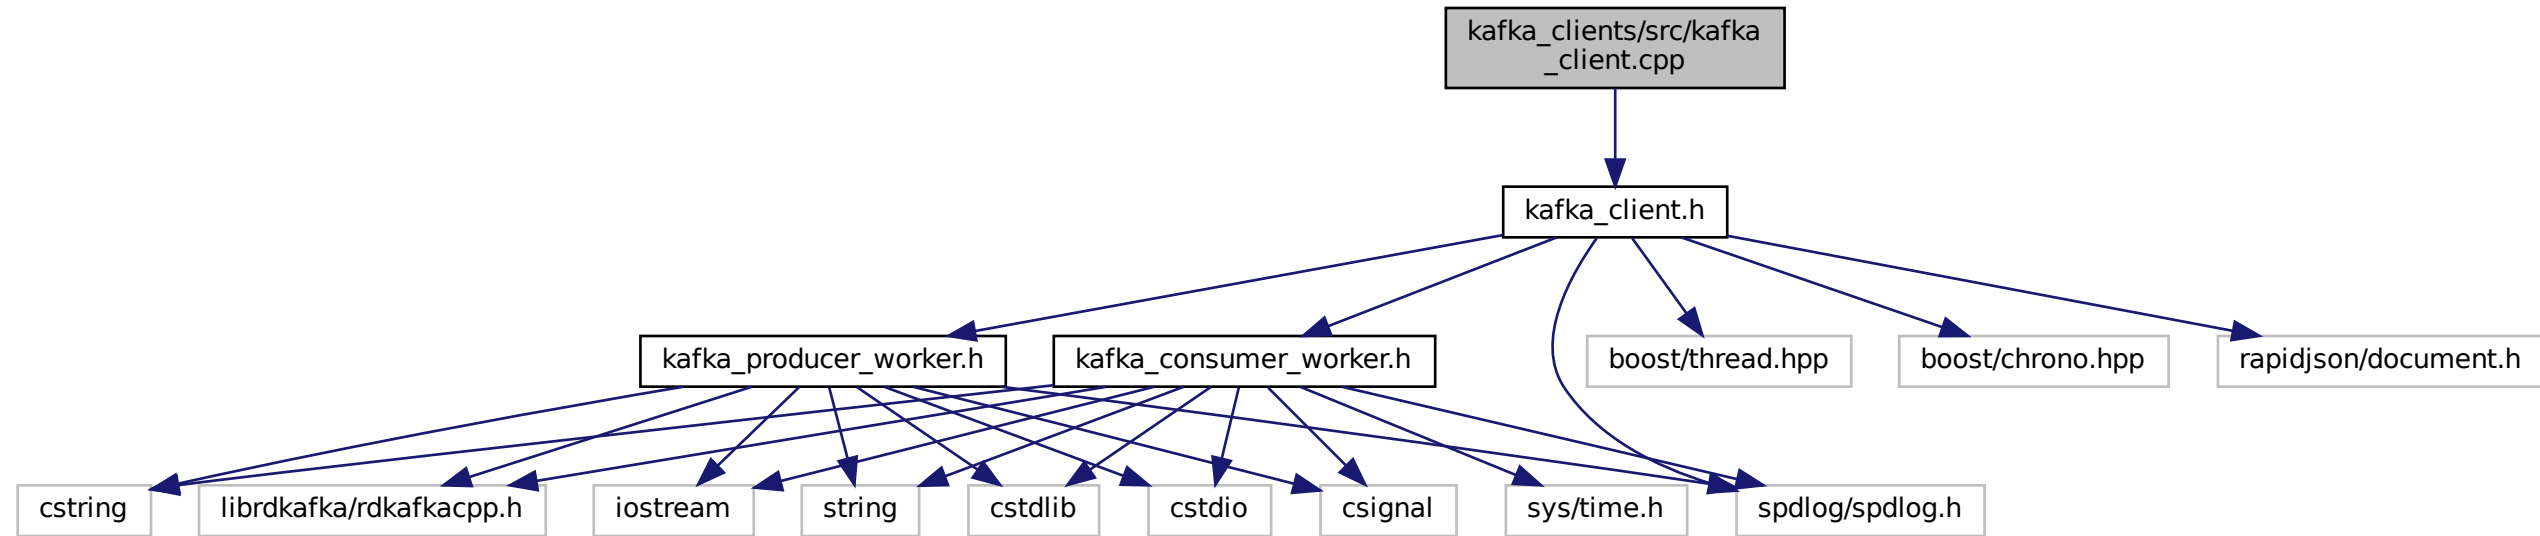 kafka_clients/src/kafka
_client.cpp
kafka_client.h
kafka_producer_worker.h
kafka_consumer_worker.h
boost/thread.hpp
boost/chrono.hpp
rapidjson/document.h
cstring
librdkafka/rdkafkacpp.h
iostream
string
cstdlib
cstdio
csignal
sys/time.h
spdlog/spdlog.h